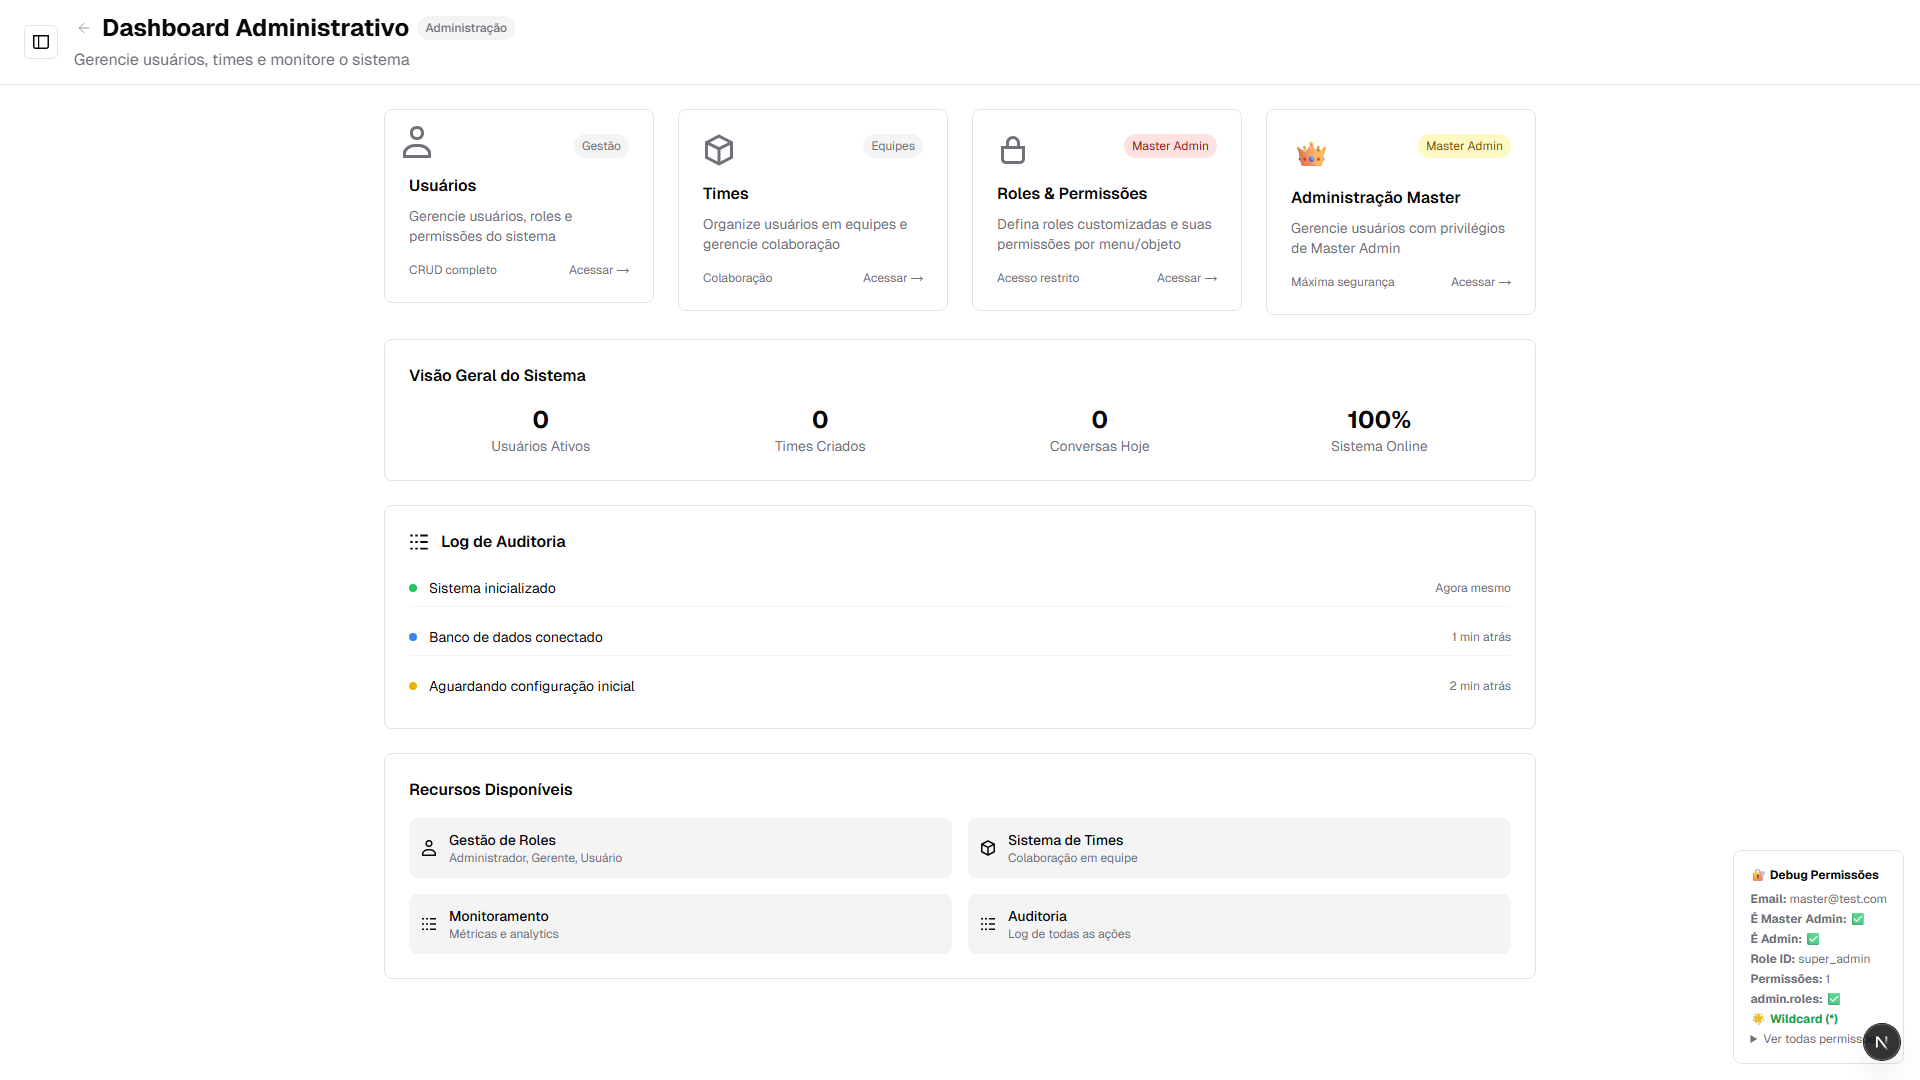 ← Dashboard Administrativo Administração
Gerencie usuários, times e monitore o sistema
Gestão
Usuários
Gerencie usuários, roles e
permissões do sistema
CRUD completo Acessar →
Equipes
Times
Organize usuários em equipes e
gerencie colaboração
Colaboração Acessar →
Master Admin
Roles & Permissões
Defina roles customizadas e suas
permissões por menu/objeto
Acesso restrito Acessar →
Master Admin
Administração Master
Gerencie usuários com privilégios
de Master Admin
Máxima segurança Acessar →
Visão Geral do Sistema
0 0 0 100%
Usuários Ativos Times Criados Conversas Hoje Sistema Online
Log de Auditoria
Sistema inicializado Agora mesmo
Banco de dados conectado 1 min atrás
Aguardando configuração inicial 2 min atrás
Recursos Disponíveis
Gestão de Roles
Administrador, Gerente, Usuário
Sistema de Times
Colaboração em equipe
Monitoramento
Métricas e analytics
Auditoria
Log de todas as ações
🔐 Debug Permissões
Email: master@test.com
É Master Admin: ✅
É Admin: ✅
Role ID: super_admin
Permissões: 1
admin.roles: ✅
🌟 Wildcard (*)
▶ Ver todas
N